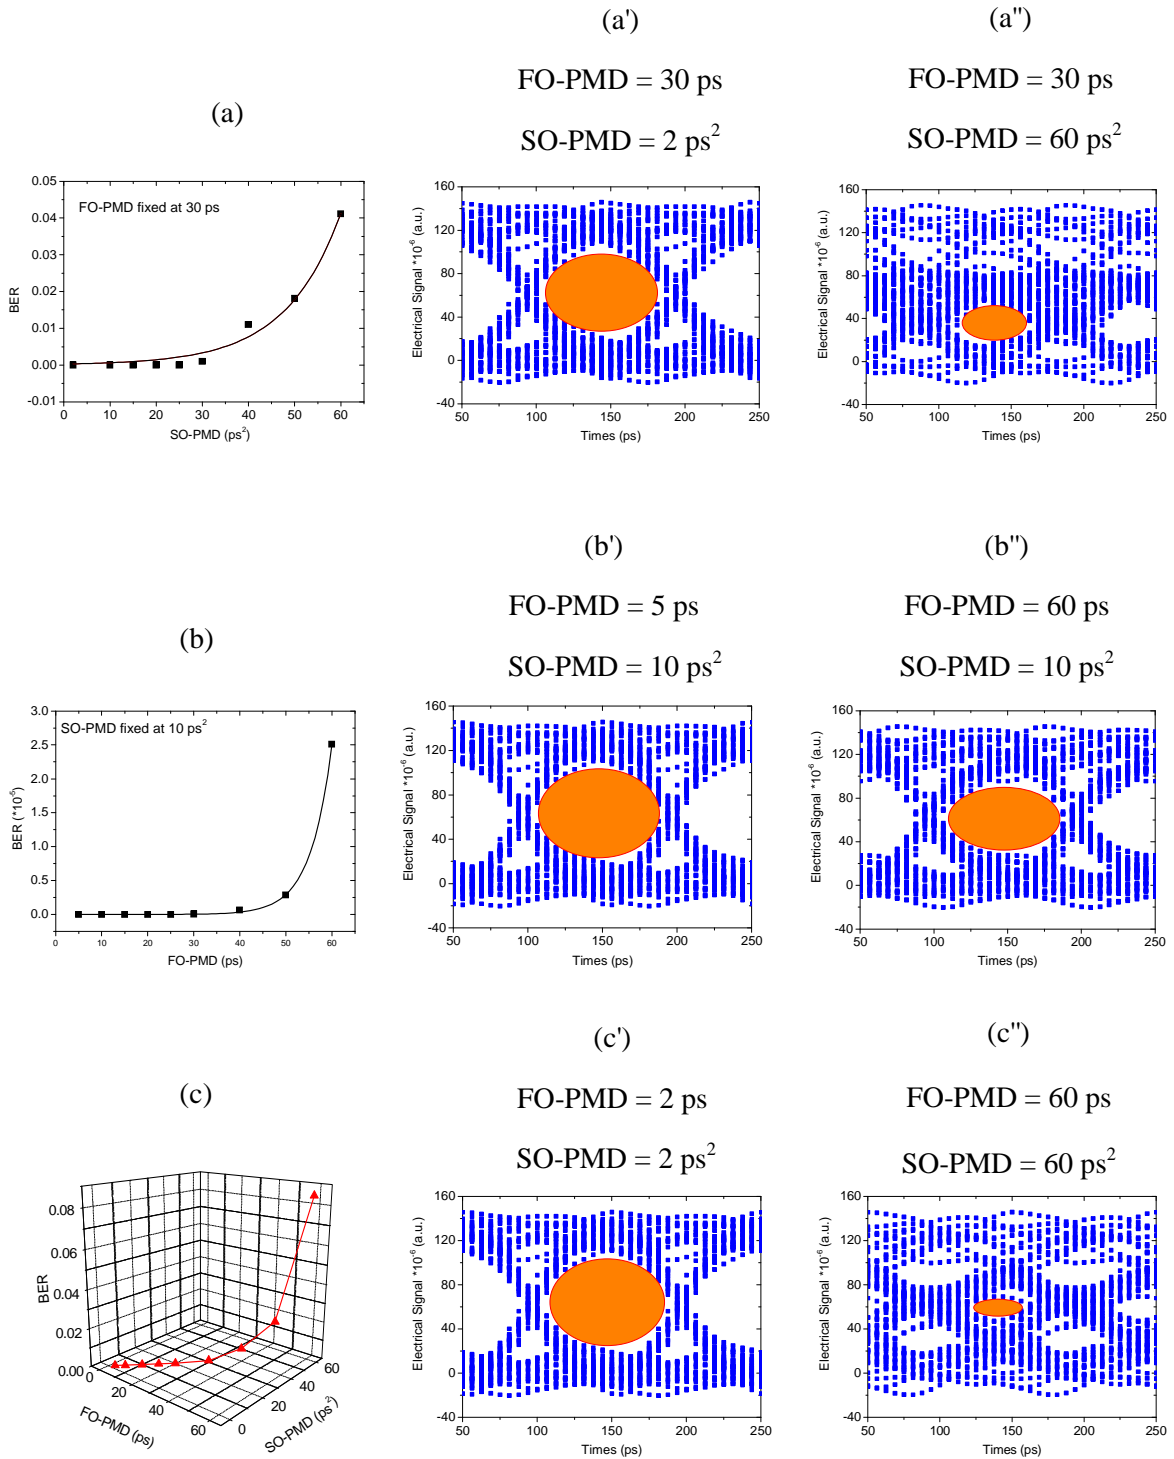 (a')
(a'')
FO-PMD = 30 ps
FO-PMD = 30 ps
(a)
SO-PMD = 2 ps²
SO-PMD = 60 ps²
0.05
0.04
0.03
0.02
0.01
0.00
-0.01
BER
FO-PMD fixed at 30 ps
0 10 20 30 40 50 60
SO-PMD (ps²)
160
120
80
40
0
-40
Electrical Signal *10⁻⁶ (a.u.)
50 100 150 200 250
Times (ps)
160
120
80
40
0
-40
Electrical Signal *10⁻⁶ (a.u.)
50 100 150 200 250
Times (ps)
(b')
(b'')
FO-PMD = 5 ps
FO-PMD = 60 ps
(b)
SO-PMD = 10 ps²
SO-PMD = 10 ps²
3.0
2.5
2.0
1.5
1.0
0.5
0.0
BER (*10⁻⁵)
SO-PMD fixed at 10 ps²
0 10 20 30 40 50 60
FO-PMD (ps)
160
120
80
40
0
-40
Electrical Signal *10⁻⁶ (a.u.)
50 100 150 200 250
Times (ps)
160
120
80
40
0
-40
Electrical Signal *10⁻⁶ (a.u.)
50 100 150 200 250
Times (ps)
(c')
(c'')
(c)
FO-PMD = 2 ps
FO-PMD = 60 ps
SO-PMD = 2 ps²
SO-PMD = 60 ps²
0.08
0.06
0.04
0.02
0.00
BER
0 20 40 60
FO-PMD (ps)
0 20 40 60
SO-PMD (ps²)
160
120
80
40
0
-40
Electrical Signal *10⁻⁶ (a.u.)
50 100 150 200 250
Times (ps)
160
120
80
40
0
-40
Electrical Signal *10⁻⁶ (a.u.)
50 100 150 200 250
Times (ps)